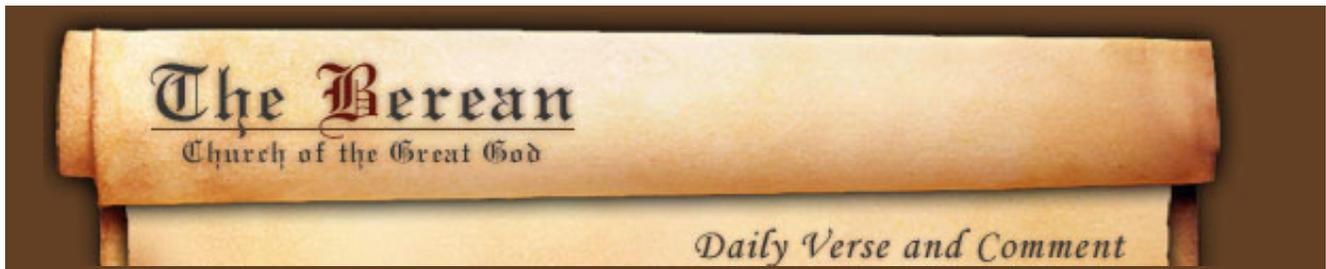 The Berean
Church of the Great God
Daily Verse and Comment